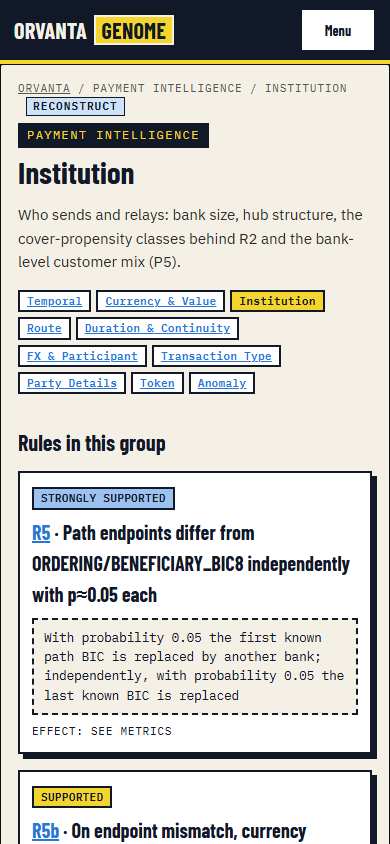 ORVANTA GENOME
Menu
ORVANTA / PAYMENT INTELLIGENCE / INSTITUTION
RECONSTRUCT
PAYMENT INTELLIGENCE
Institution
Who sends and relays: bank size, hub structure, the
cover-propensity classes behind R2 and the bank-
level customer mix (P5).
Temporal Currency & Value Institution
Route Duration & Continuity
FX & Participant Transaction Type
Party Details Token Anomaly
Rules in this group
STRONGLY SUPPORTED
R5 · Path endpoints differ from
ORDERING/BENEFICIARY_BIC8 independently
with p≈0.05 each
With probability 0.05 the first known
path BIC is replaced by another bank;
independently, with probability 0.05 the
last known BIC is replaced
EFFECT: SEE METRICS
SUPPORTED
R5b · On endpoint mismatch, currency